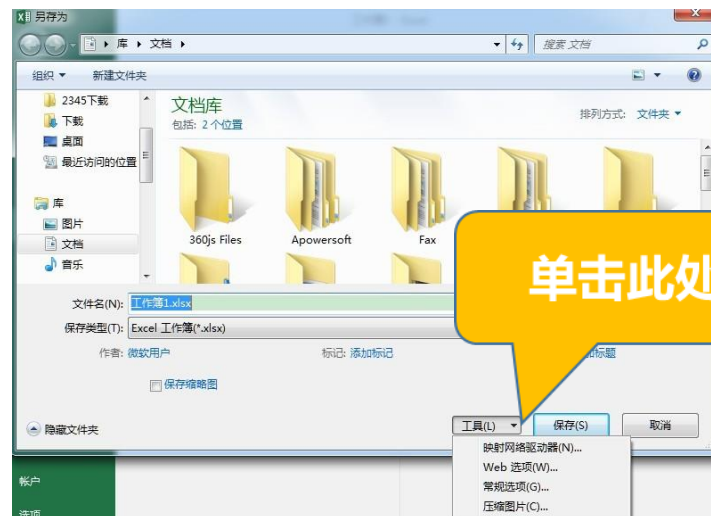 另存为
库 ▸ 文档 ▸
搜索 文档
组织 ▼ 新建文件夹
2345下载
下载
桌面
最近访问的位置
库
图片
文档
音乐
文档库
包括: 2 个位置
排列方式: 文件夹 ▼
360js Files
Apowersoft
Fax
单击此处
文件名(N): 工作簿1.xlsx
保存类型(T): Excel 工作簿(*.xlsx)
作者: 微软用户
标记: 添加标记
加标题
保存缩略图
隐藏文件夹
工具(L) ▼
保存(S)
取消
映射网络驱动器(N)...
Web 选项(W)...
常规选项(G)...
压缩图片(C)...
帐户
选项